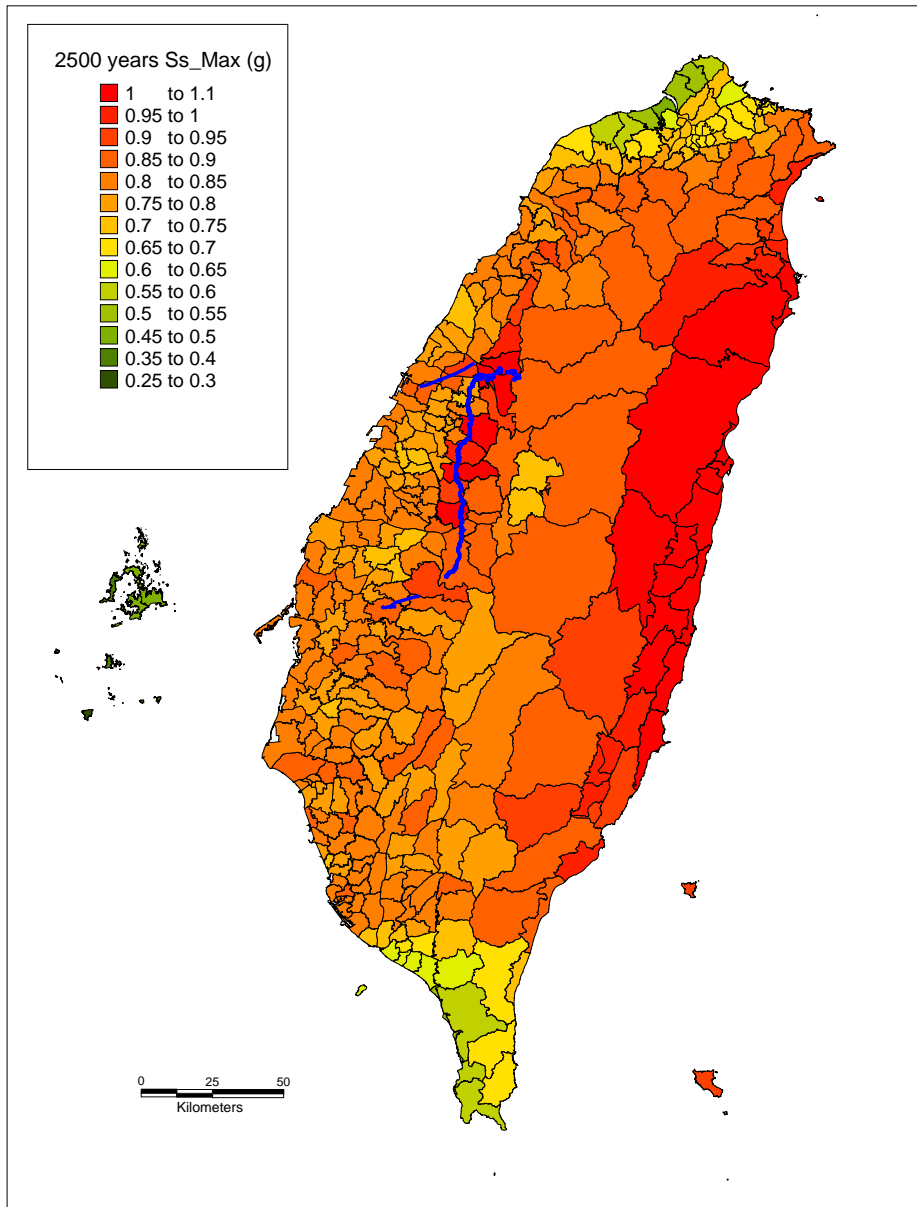 2500 years Ss_Max (g)
1 to 1.1
0.95 to 1
0.9 to 0.95
0.85 to 0.9
0.8 to 0.85
0.75 to 0.8
0.7 to 0.75
0.65 to 0.7
0.6 to 0.65
0.55 to 0.6
0.5 to 0.55
0.45 to 0.5
0.35 to 0.4
0.25 to 0.3
0 25 50
Kilometers